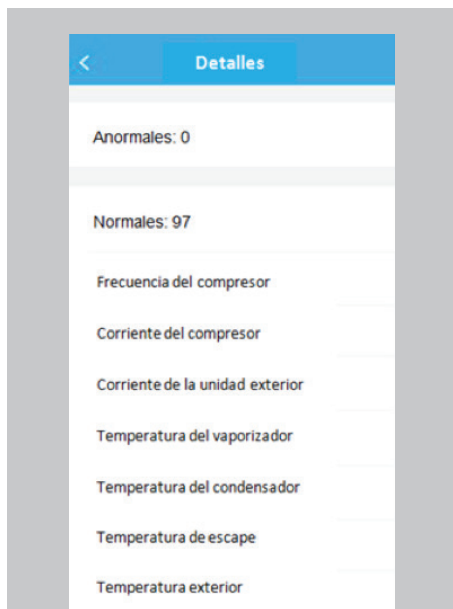 Detalles
Anormales: 0
Normales: 97
Frecuencia del compresor
Corriente del compresor
Corriente de la unidad exterior
Temperatura del vaporizador
Temperatura del condensador
Temperatura de escape
Temperatura exterior